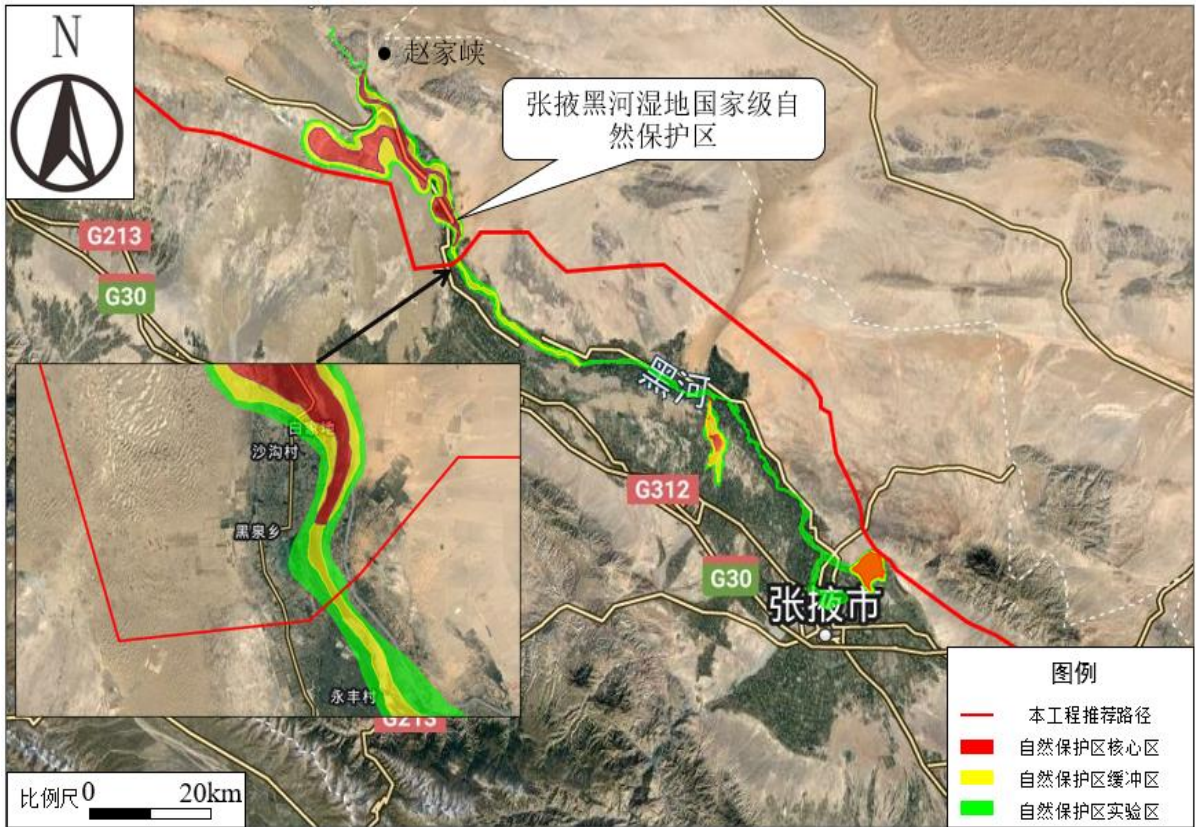 N
赵家峡
张掖黑河湿地国家级自
然保护区
G213
G30
黑河
沙沟村
黑泉乡
永丰村
G213
G312
G30
张掖市
图例
本工程推荐路径
自然保护区核心区
自然保护区缓冲区
自然保护区实验区
比例尺 0 20km